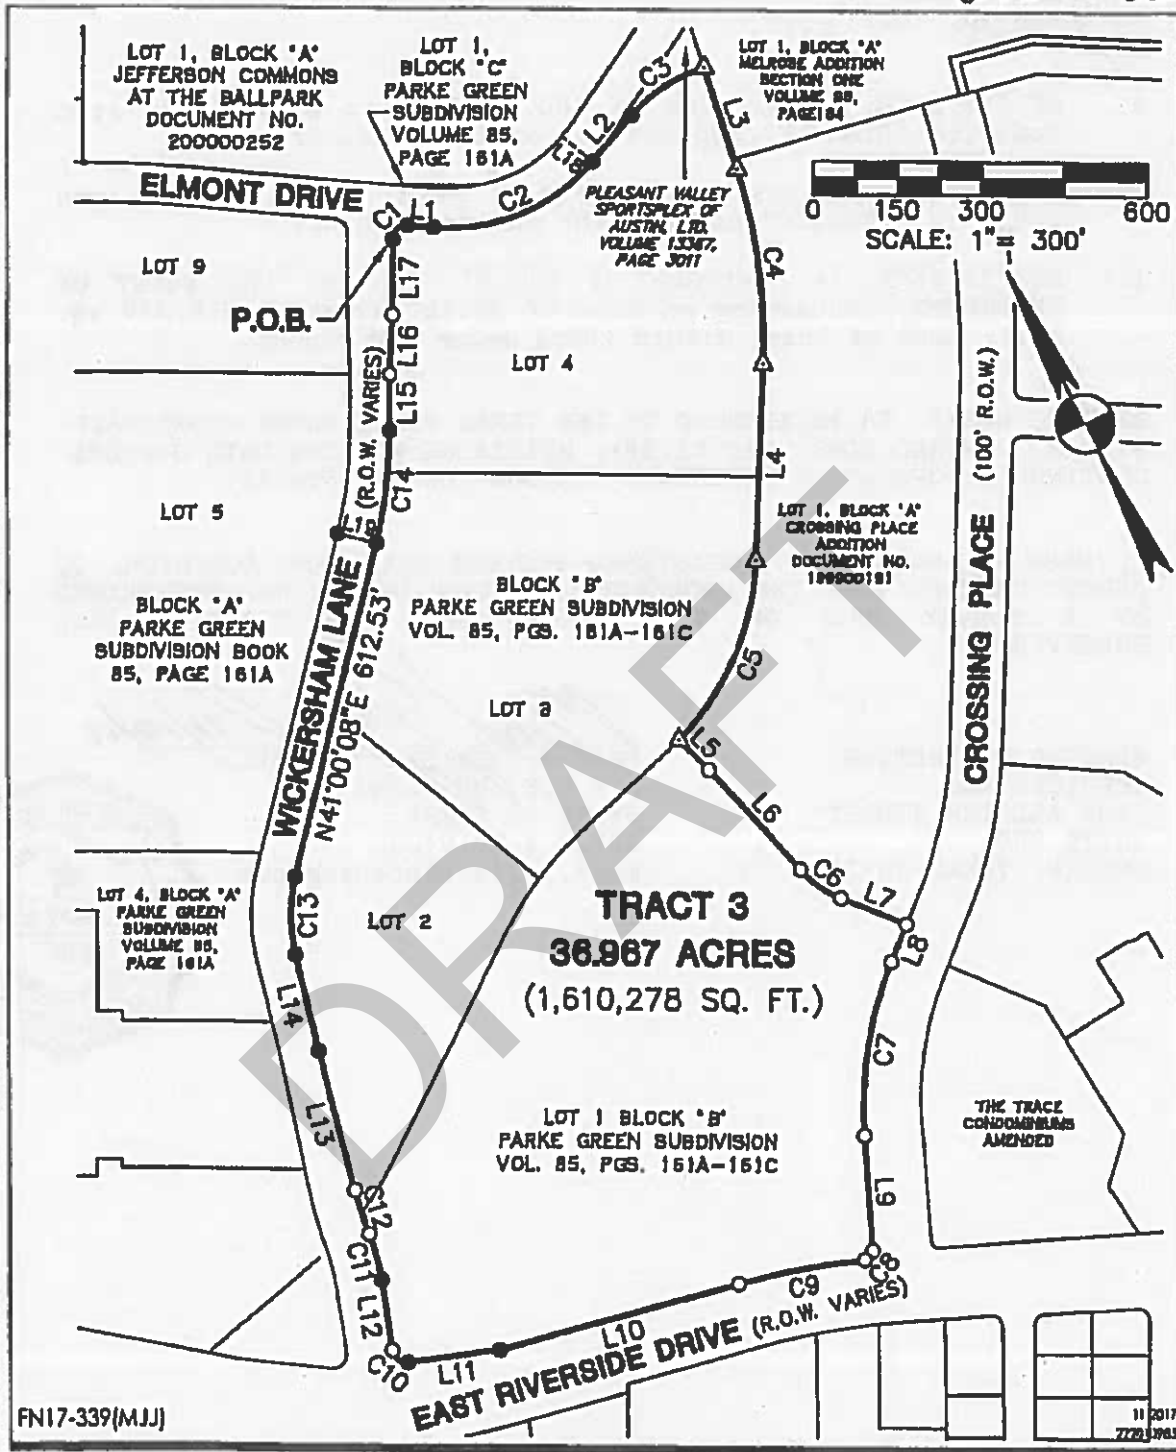 LOT 1, BLOCK "A"
JEFFERSON COMMONS
AT THE BALLPARK
DOCUMENT NO.
200000252
LOT 1,
BLOCK "C"
PARKE GREEN
SUBDIVISION
VOLUME 85,
PAGE 161A
LOT 1, BLOCK "A"
MELROSE ADDITION
SECTION ONE
VOLUME 88,
PAGE 184
C3
L2
L18
L3
ELMONT DRIVE
C1
L1
C2
PLEASANT VALLEY
SPORTSPLEX OF
AUSTIN, LTD.
VOLUME 13367,
PAGE 3011
0 150 300 600
SCALE: 1"= 300'
LOT 9
P.O.B.
L17
L16
L15
C14
(R.O.W. VARIES)
LOT 4
C4
L4
LOT 5
L19
LOT 1, BLOCK "A"
CROSSING PLACE
ADDITION
DOCUMENT NO.
199900191
CROSSING PLACE (100' R.O.W.)
BLOCK "A"
PARKE GREEN
SUBDIVISION BOOK
85, PAGE 161A
BLOCK "B"
PARKE GREEN SUBDIVISION
VOL. 85, PGS. 161A-161C
WICKERSHAM LANE
N41°00'08"E 612.53'
LOT 3
C5
L5
L6
C6
L7
L8
LOT 4, BLOCK "A"
PARKE GREEN
SUBDIVISION
VOLUME 85,
PAGE 161A
C13
LOT 2
TRACT 3
36.967 ACRES
(1,610,278 SQ. FT.)
L14
C7
L13
LOT 1 BLOCK "B"
PARKE GREEN SUBDIVISION
VOL. 85, PGS. 161A-161C
THE TRACE
CONDOMINIUMS
AMENDED
C12
L9
C11
C8
L12
C9
L10
C10
L11
EAST RIVERSIDE DRIVE (R.O.W. VARIES)
DRAFT
FN17-339(MJJ)